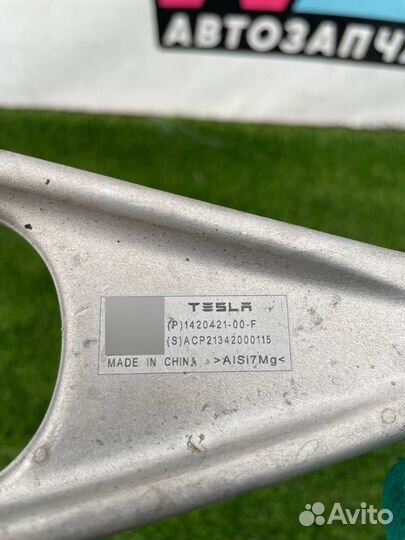 АВТОЗАПЧА
TESLA
(P)1420421-00-F
(S)ACP21342000115
MADE IN CHINA >AlSi7Mg<
Avito